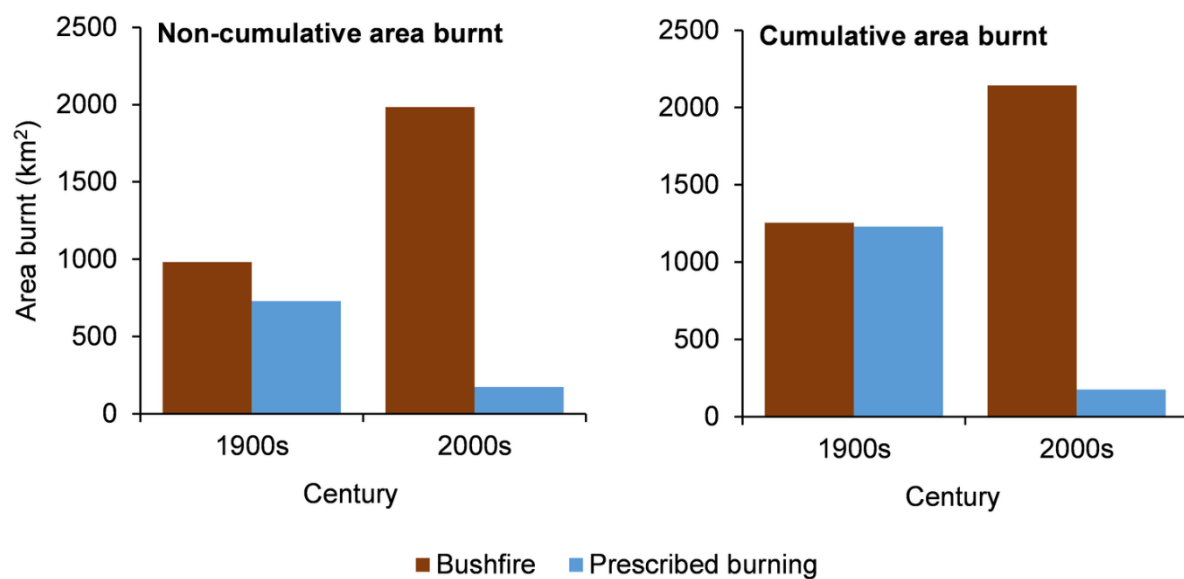 Non-cumulative area burnt
Area burnt (km²)
2500
2000
1500
1000
500
0
1900s
2000s
Century
Cumulative area burnt
2500
2000
1500
1000
500
0
1900s
2000s
Century
Bushfire
Prescribed burning